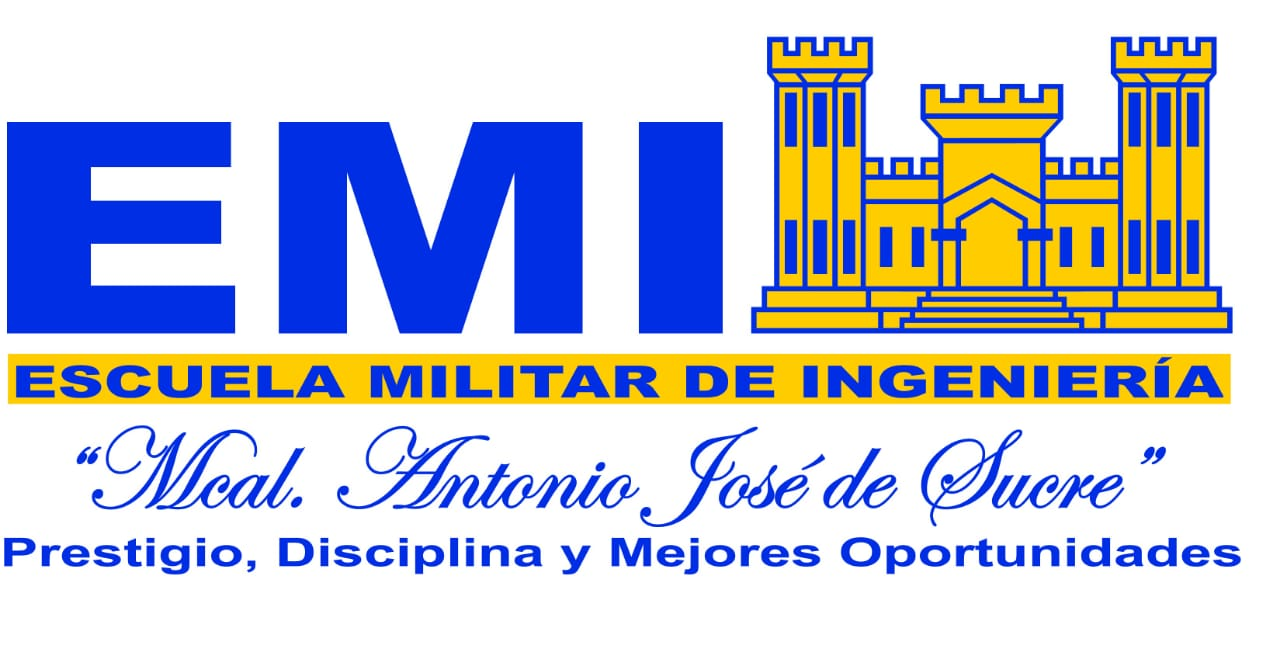 EMI
ESCUELA MILITAR DE INGENIERÍA
“Mcal. Antonio José de Sucre”
Prestigio, Disciplina y Mejores Oportunidades